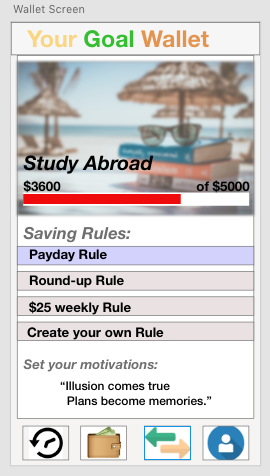 Wallet Screen
Your Goal Wallet
Study Abroad
$3600 of $5000
Saving Rules:
Payday Rule
Round-up Rule
$25 weekly Rule
Create your own Rule
Set your motivations:
“Illusion comes true
Plans become memories.”